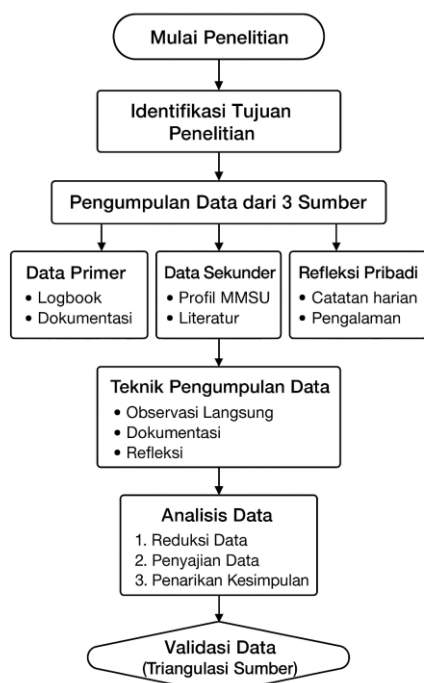 Mulai Penelitian
Identifikasi Tujuan
Penelitian
Pengumpulan Data dari 3 Sumber
Data Primer
• Logbook
• Dokumentasi
Data Sekunder
• Profil MMSU
• Literatur
Refleksi Pribadi
• Catatan harian
• Pengalaman
Teknik Pengumpulan Data
• Observasi Langsung
• Dokumentasi
• Refleksi
Analisis Data
1. Reduksi Data
2. Penyajian Data
3. Penarikan Kesimpulan
Validasi Data
(Triangulasi Sumber)